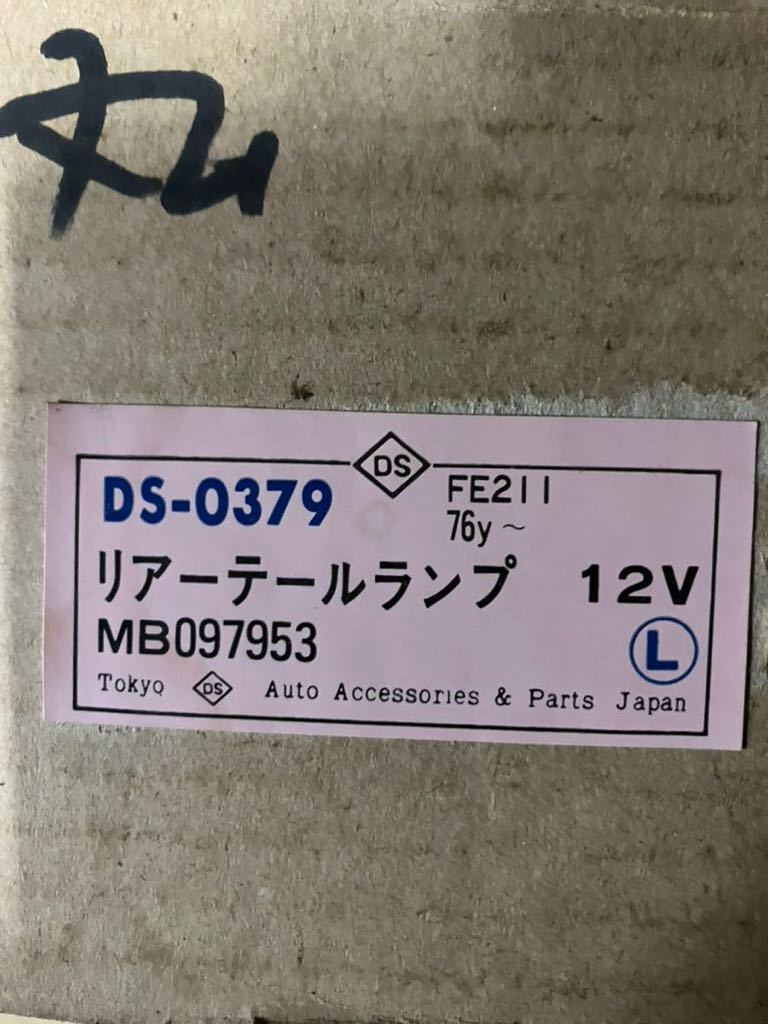 DS
DS-0379 FE211
76y～
リアーテールランプ 12V
MB097953 L
Tokyo DS Auto Accessories & Parts Japan